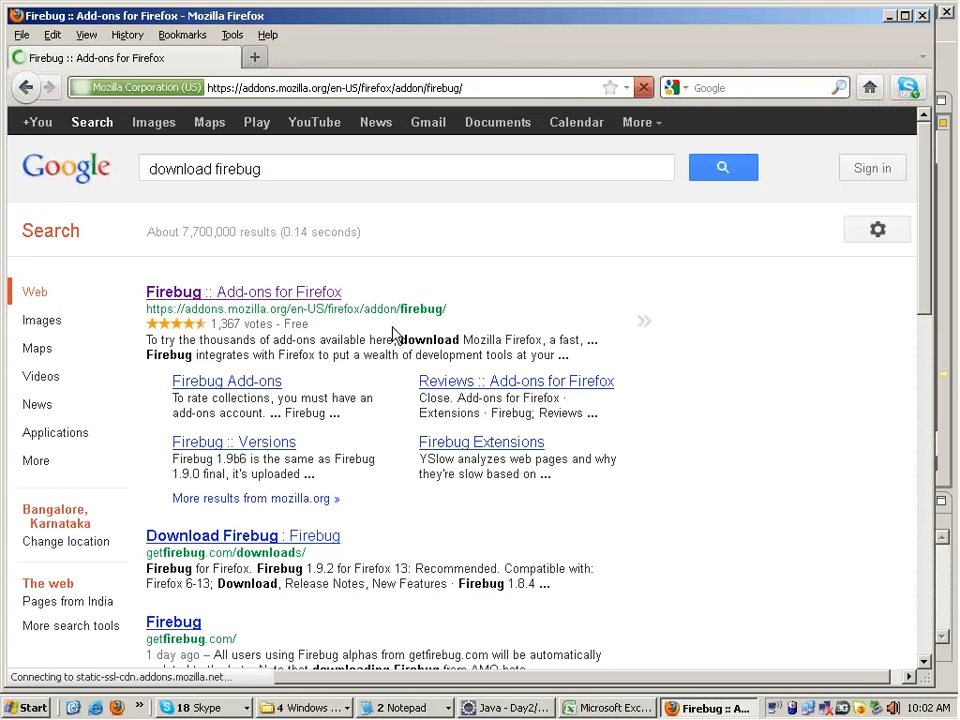 Firebug :: Add-ons for Firefox - Mozilla Firefox
File Edit View History Bookmarks Tools Help
Firebug :: Add-ons for Firefox
Mozilla Corporation (US) https://addons.mozilla.org/en-US/firefox/addon/firebug/ Google
+You Search Images Maps Play YouTube News Gmail Documents Calendar More
Google download firebug Sign in
Search About 7,700,000 results (0.14 seconds)
Web
Images
Maps
Videos
News
Applications
More
Bangalore,
Karnataka
Change location
The web
Pages from India
More search tools
Firebug :: Add-ons for Firefox
https://addons.mozilla.org/en-US/firefox/addon/firebug/
1,367 votes - Free
To try the thousands of add-ons available here, download Mozilla Firefox, a fast, ...
Firebug integrates with Firefox to put a wealth of development tools at your ...
Firebug Add-ons
To rate collections, you must have an
add-ons account. ... Firebug ...
Reviews :: Add-ons for Firefox
Close. Add-ons for Firefox ·
Extensions · Firebug; Reviews ...
Firebug :: Versions
Firebug 1.9b6 is the same as Firebug
1.9.0 final, it's uploaded ...
Firebug Extensions
YSlow analyzes web pages and why
they're slow based on ...
More results from mozilla.org »
Download Firebug : Firebug
getfirebug.com/downloads/
Firebug for Firefox. Firebug 1.9.2 for Firefox 13: Recommended. Compatible with:
Firefox 6-13; Download, Release Notes, New Features · Firebug 1.8.4 ...
Firebug
getfirebug.com/
1 day ago – All users using Firebug alphas from getfirebug.com will be automatically
Connecting to static-ssl-cdn.addons.mozilla.net...
Start » 18 Skype 4 Windows ... 2 Notepad Java - Day2/... Microsoft Exc... Firebug :: A... 10:02 AM